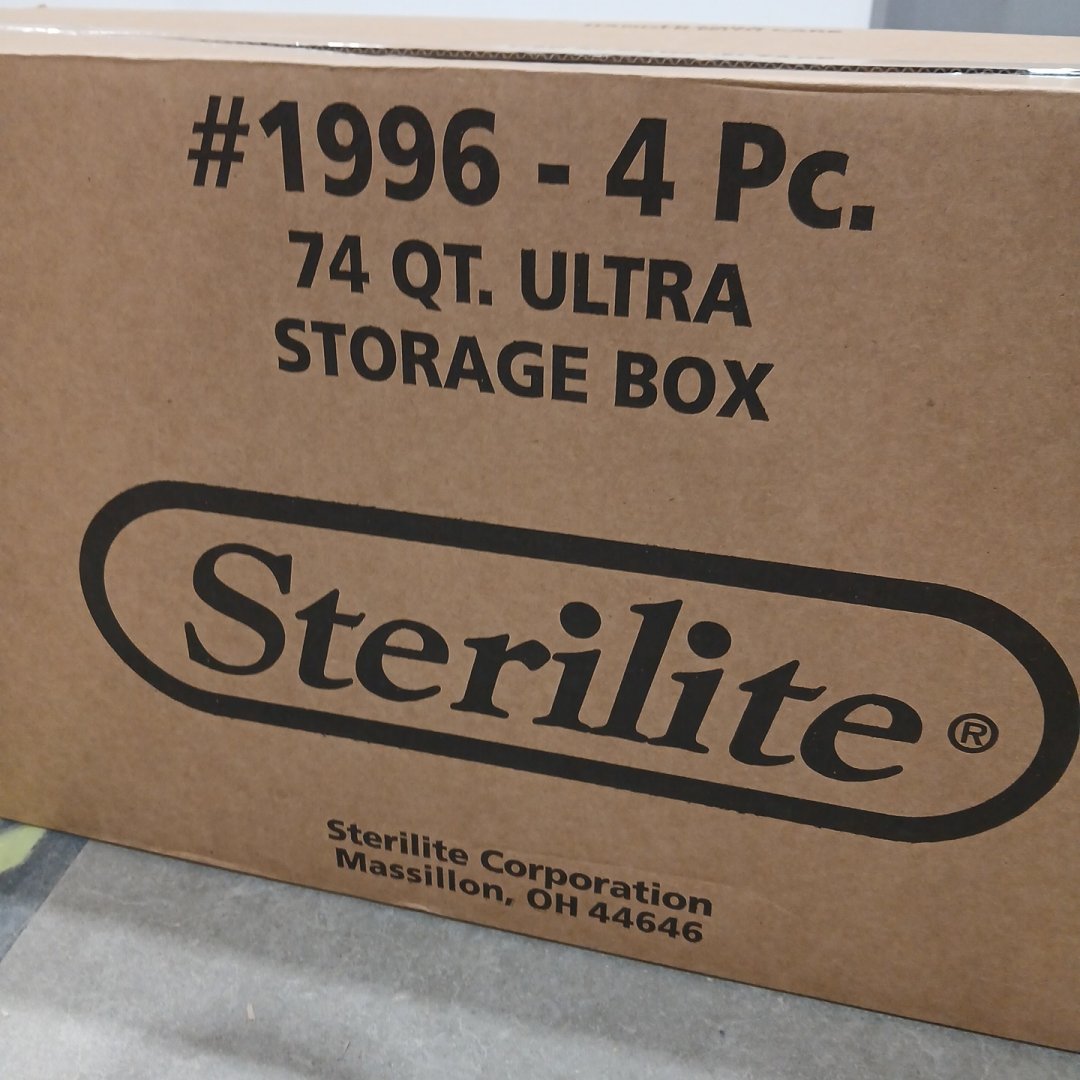 #1996 - 4 Pc.
74 QT. ULTRA
STORAGE BOX
Sterilite®
Sterilite Corporation
Massillon, OH 44646